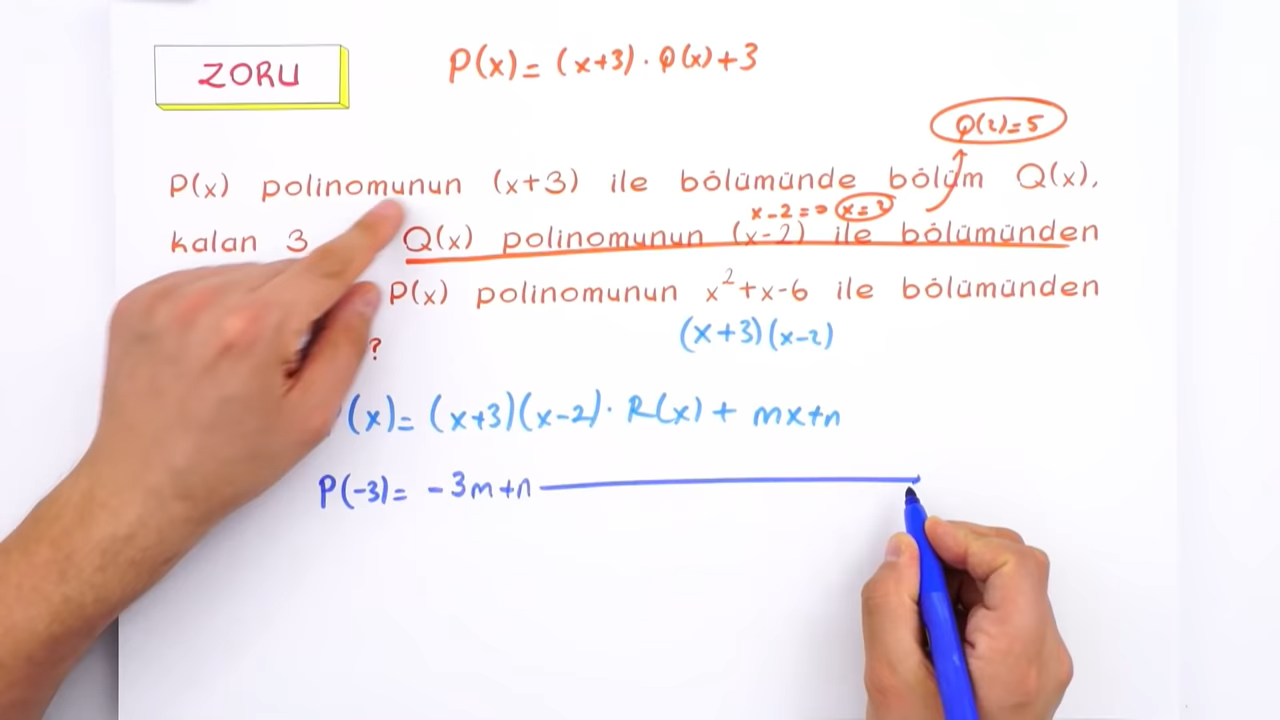 ZORU
P(x) = (x+3) · Q(x) + 3
Q(2) = 5
P(x) polinomunun (x+3) ile bölümünde bölüm Q(x),
x-2 = 0 x = 2
kalan 3 Q(x) polinomunun (x-2) ile bölümünden
P(x) polinomunun x²+x-6 ile bölümünden
(x+3)(x-2)
?
(x) = (x+3)(x-2) · R(x) + mx+n
P(-3) = -3m+n